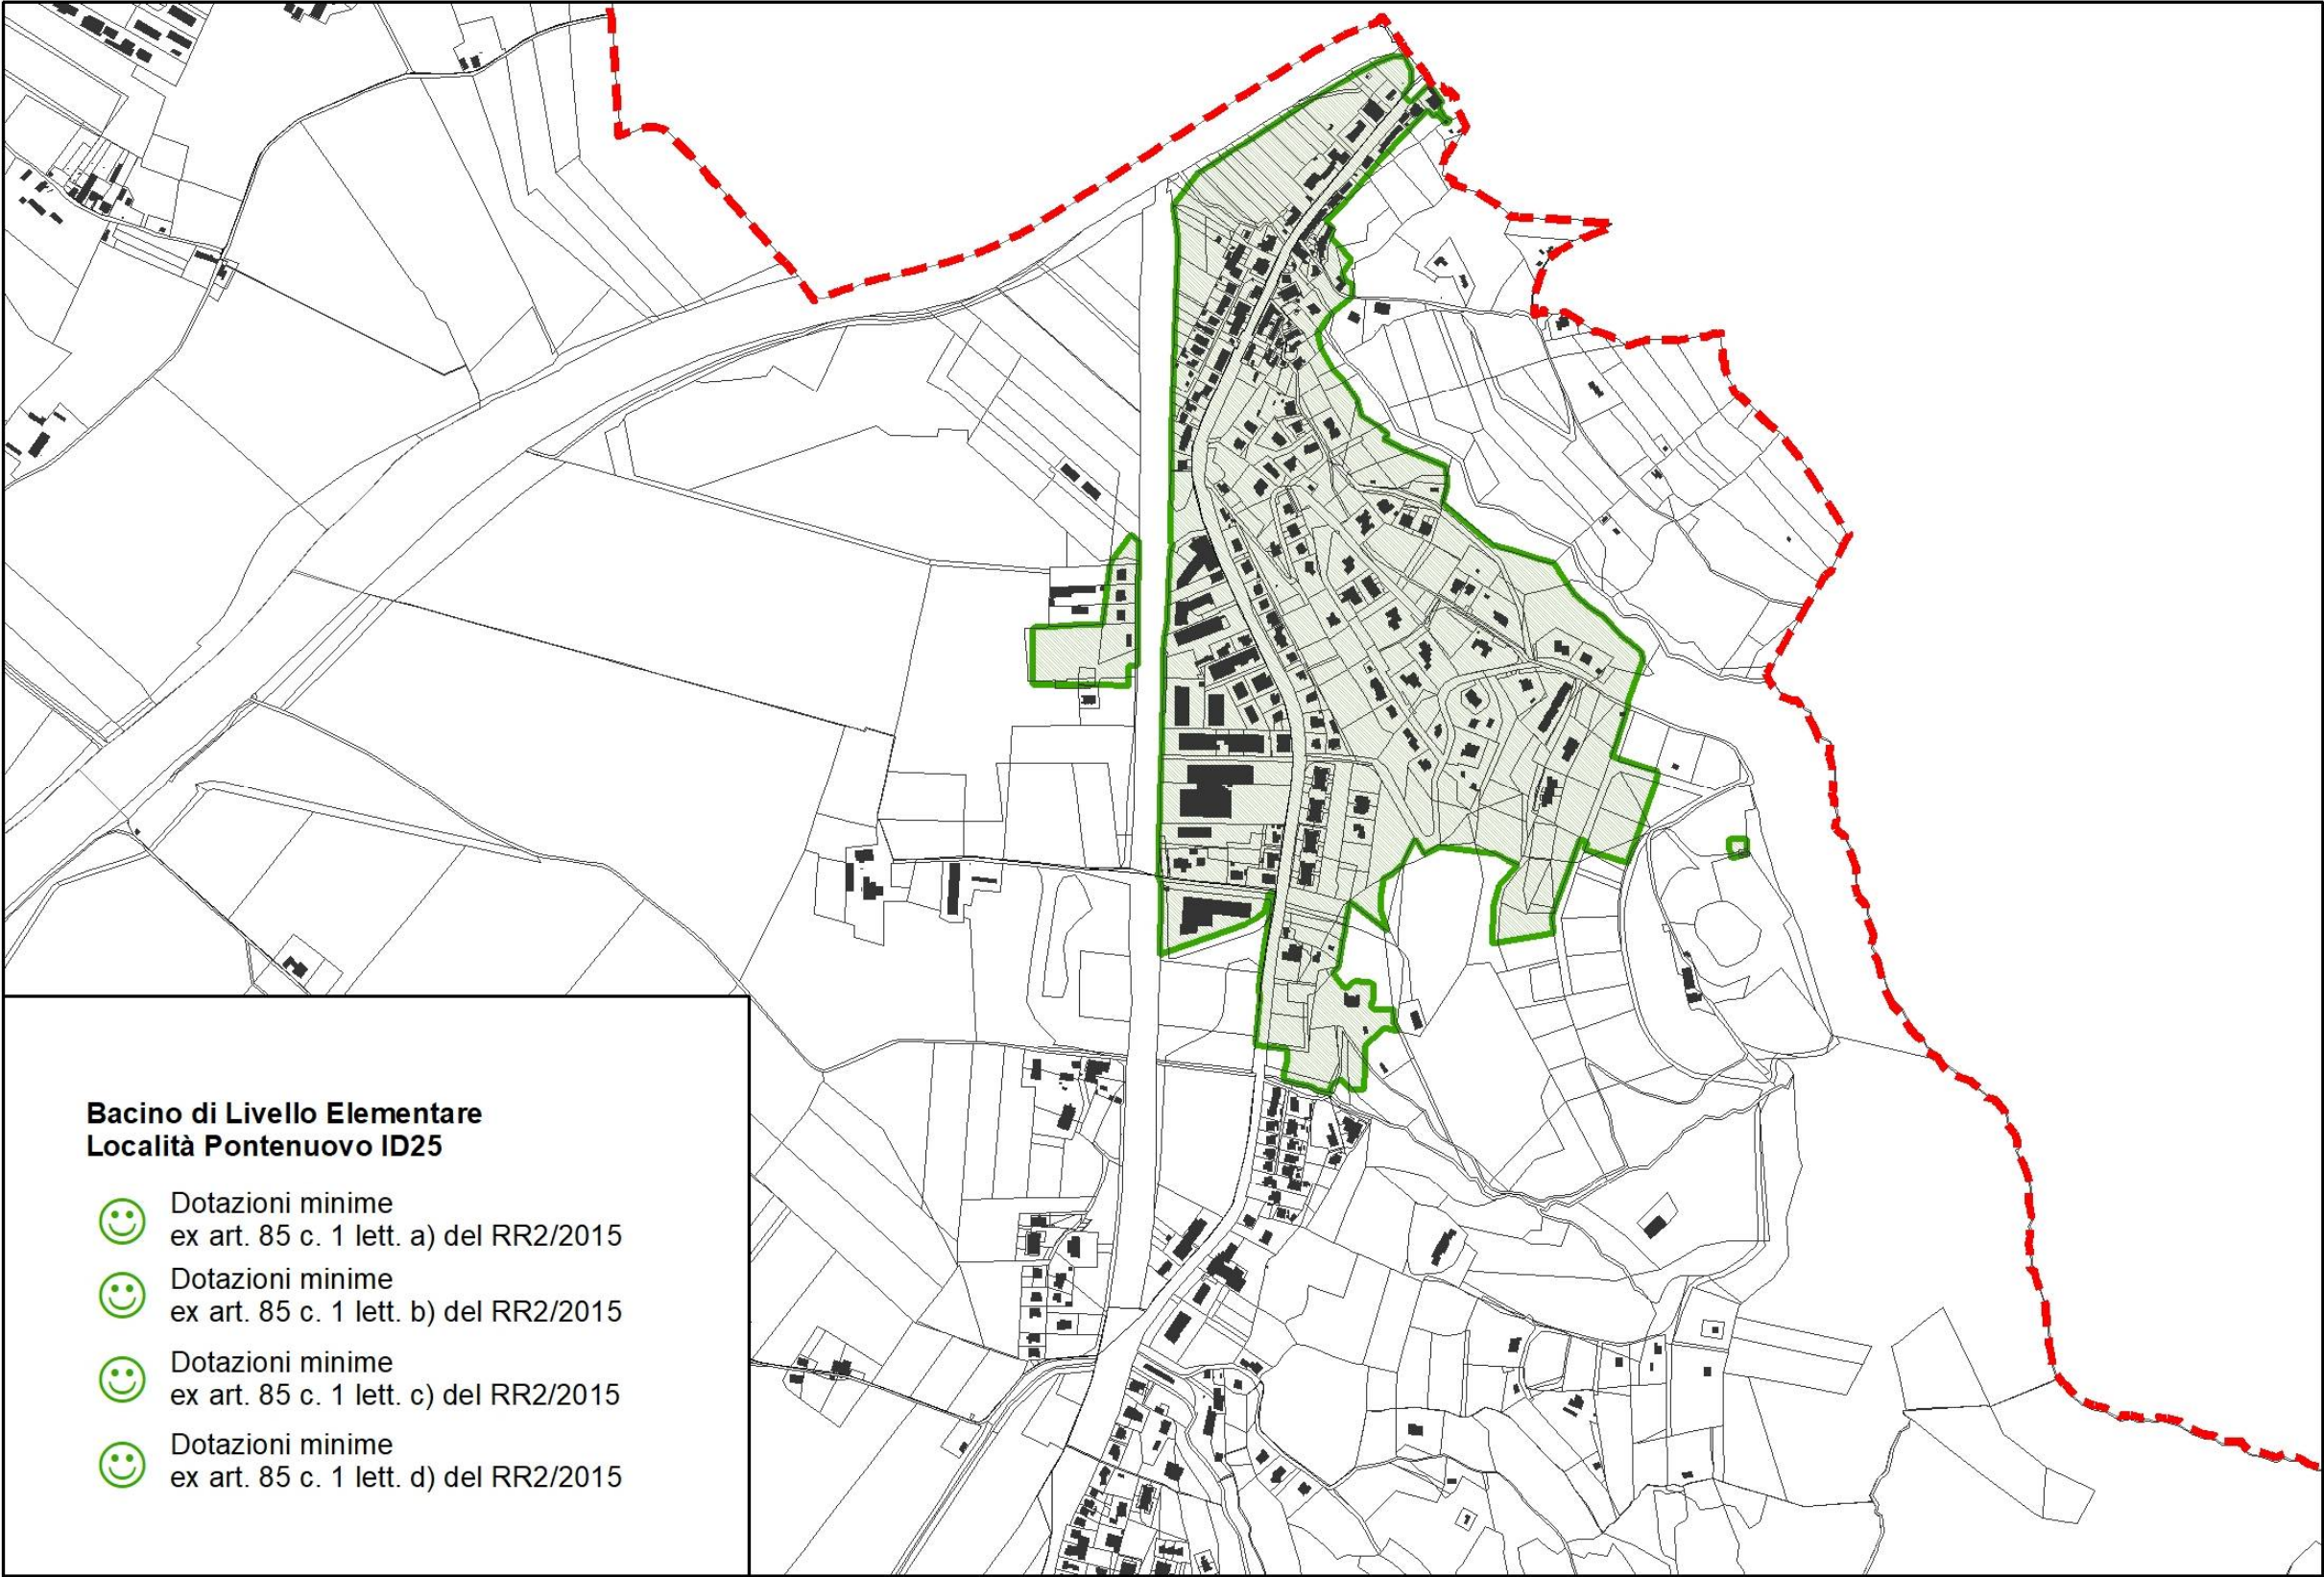 Bacino di Livello Elementare
Località Pontenuovo ID25
Dotazioni minime
ex art. 85 c. 1 lett. a) del RR2/2015
Dotazioni minime
ex art. 85 c. 1 lett. b) del RR2/2015
Dotazioni minime
ex art. 85 c. 1 lett. c) del RR2/2015
Dotazioni minime
ex art. 85 c. 1 lett. d) del RR2/2015